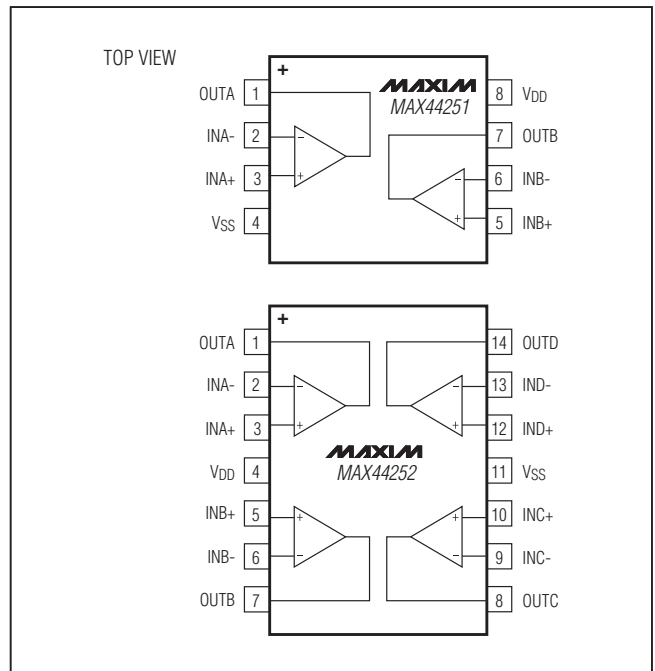 TOP VIEW
+
MAXIM
MAX44251
OUTA 1
8 VDD
INA- 2
7 OUTB
INA+ 3
6 INB-
VSS 4
5 INB+
−
+
−
+
+
MAXIM
MAX44252
OUTA 1
14 OUTD
INA- 2
13 IND-
INA+ 3
12 IND+
VDD 4
11 VSS
INB+ 5
10 INC+
INB- 6
9 INC-
OUTB 7
8 OUTC
−
+
−
+
+
−
+
−